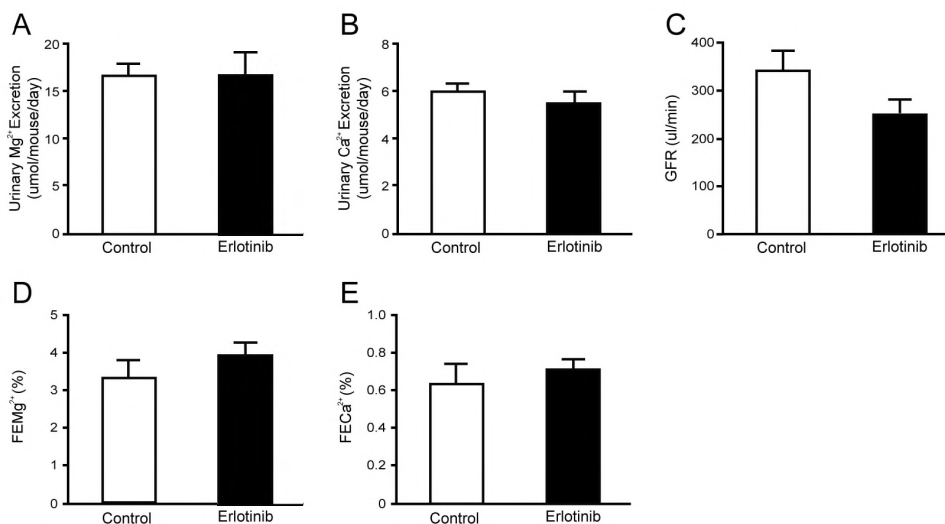 A
Urinary Mg²⁺ Excretion
(umol/mouse/day)
20
15
10
5
0
Control
Erlotinib
B
Urinary Ca²⁺ Excretion
(umol/mouse/day)
8
6
4
2
0
Control
Erlotinib
C
GFR (ul/min)
400
300
200
100
0
Control
Erlotinib
D
FEMg²⁺ (%)
5
4
3
2
1
0
Control
Erlotinib
E
FECa²⁺ (%)
1.0
0.8
0.6
0.4
0.2
0
Control
Erlotinib